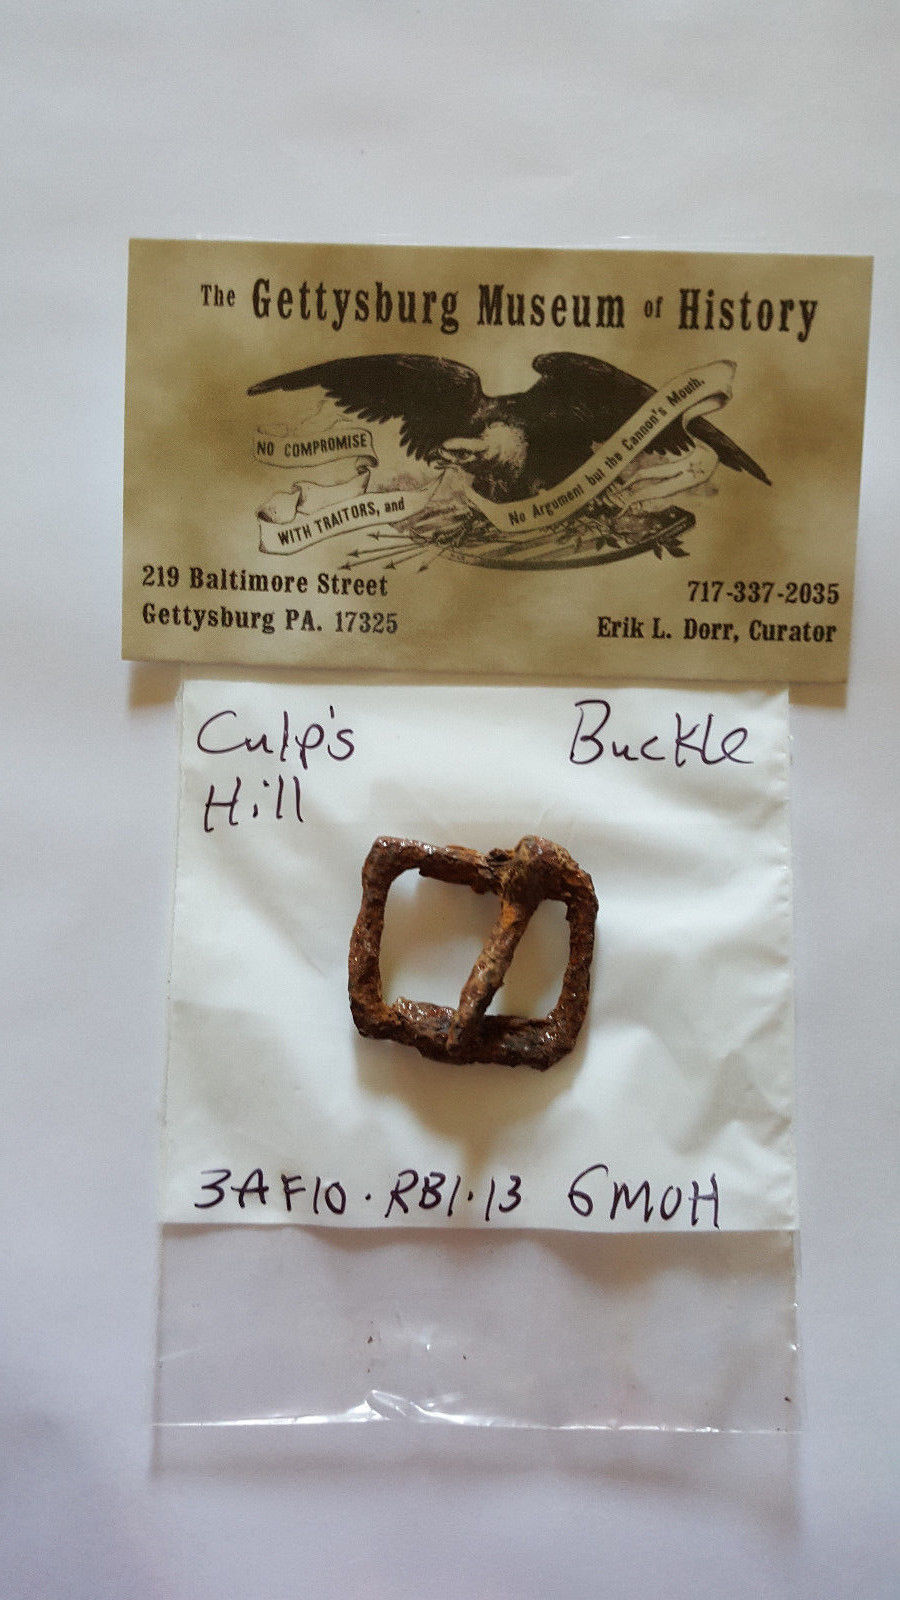 The Gettysburg Museum of History
NO COMPROMISE
WITH TRAITORS, and
No Argument but the Cannon's Mouth.
219 Baltimore Street
Gettysburg PA. 17325
717-337-2035
Erik L. Dorr, Curator
Culp's
Hill
Buckle
3AF10.RB1.13 GMOH